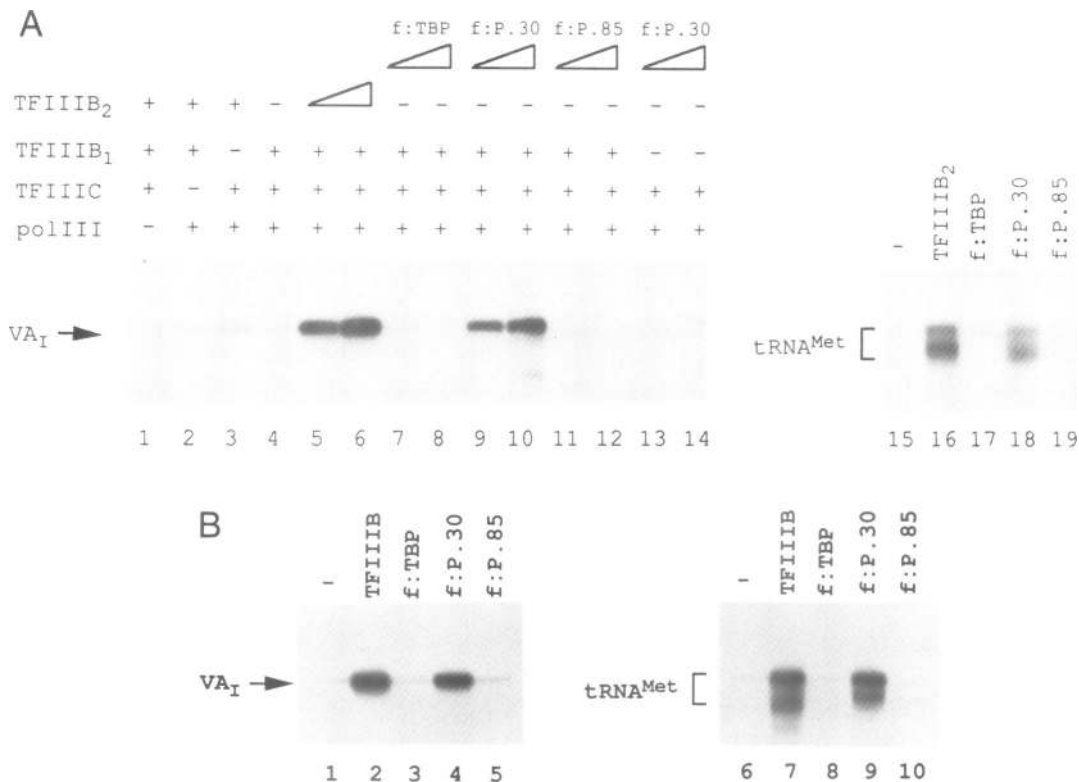 A
f:TBP f:P.30 f:P.85 f:P.30
TFIIIB2 + + + - - - - - - - - -
TFIIIB1 + + - + + + + + + + + + - -
TFIIIC + - + + + + + + + + + + + +
polIII - + + + + + + + + + + + + +
VAI
1 2 3 4 5 6 7 8 9 10 11 12 13 14
- TFIIIB2 f:TBP f:P.30 f:P.85
tRNAMet
15 16 17 18 19
B
- TFIIIB f:TBP f:P.30 f:P.85
VAI
1 2 3 4 5
- TFIIIB f:TBP f:P.30 f:P.85
tRNAMet
6 7 8 9 10